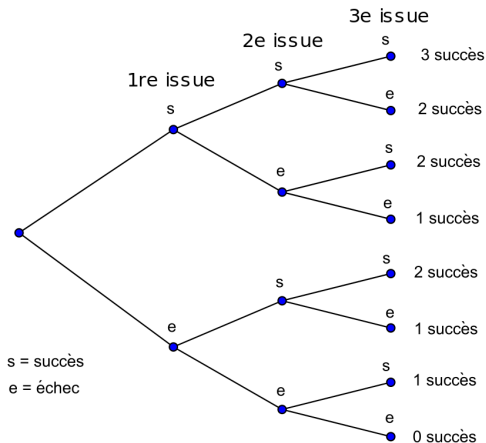 3e issue
2e issue
1re issue
s
3 succès
s
e
2 succès
s
s
2 succès
e
e
1 succès
s
2 succès
s
e
1 succès
e
s
1 succès
e
e
0 succès
s = succès
e = échec